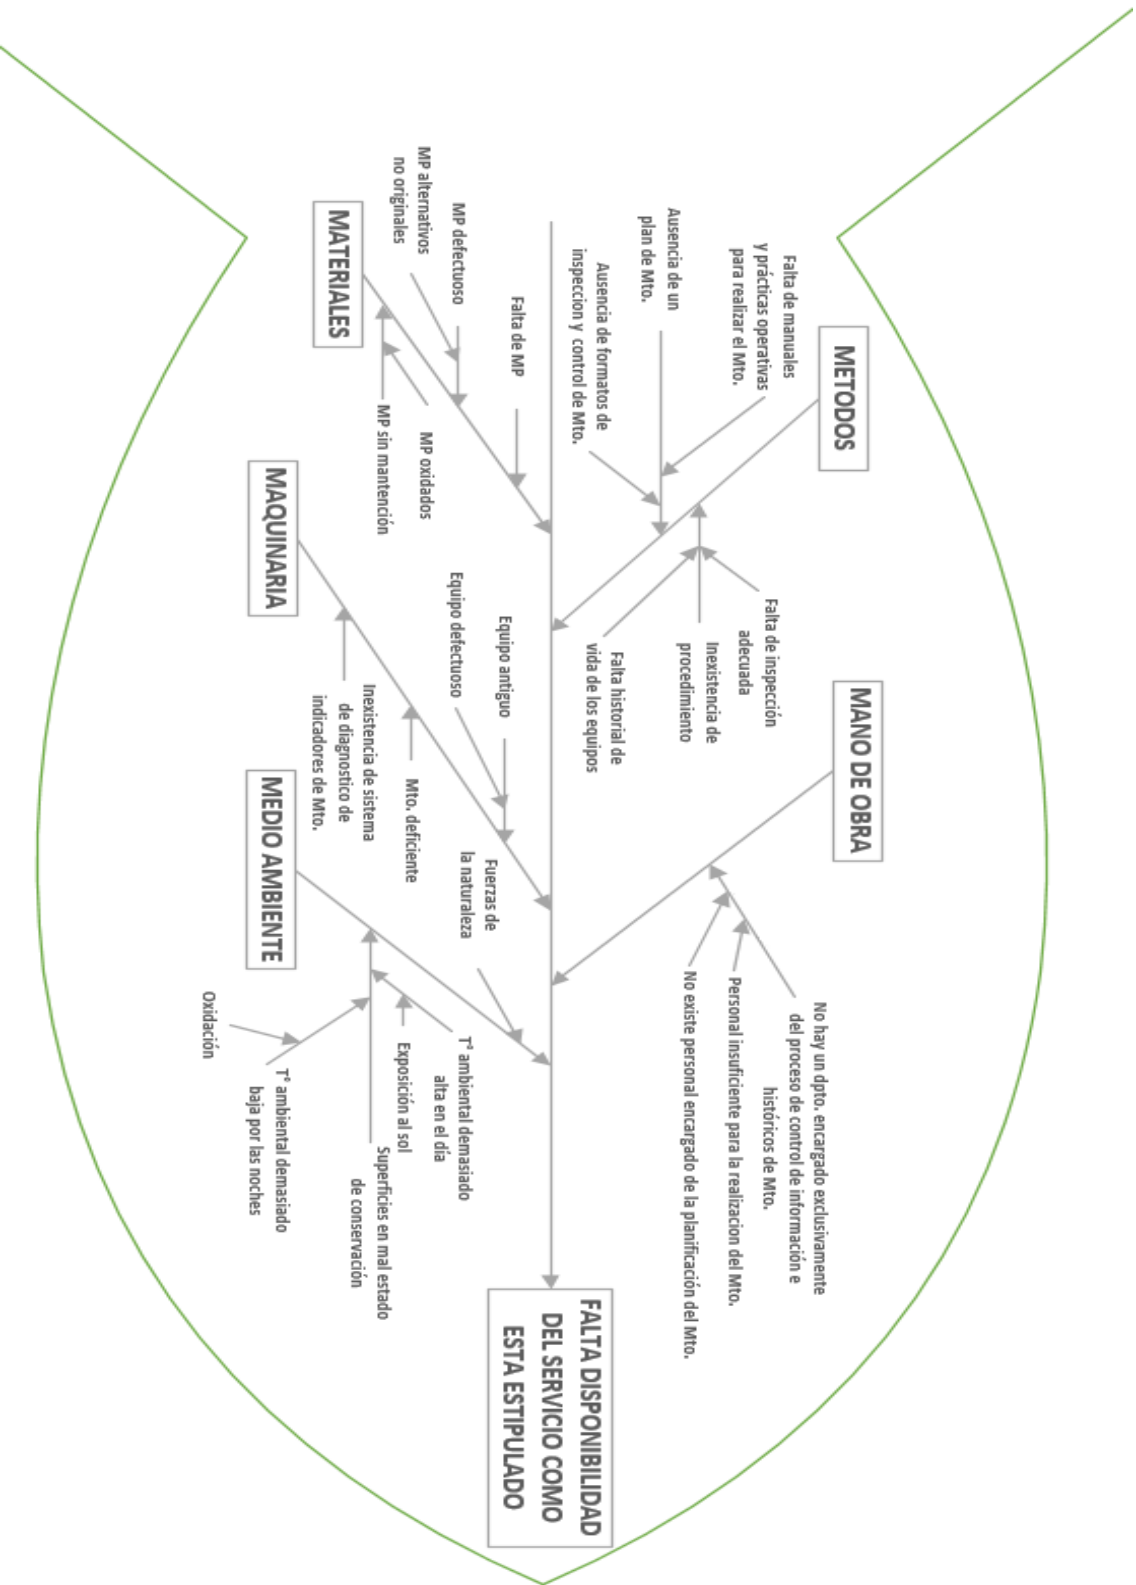 METODOS
Falta de manuales
y prácticas operativas
para realizar el Mto.
Ausencia de un
plan de Mto.
Ausencia de formatos de
inspeccion y control de Mto.
Falta de inspección
adecuada
Inexistencia de
procedimiento
Falta historial de
vida de los equipos
MANO DE OBRA
No hay un dpto. encargado exclusivamente
del proceso de control de información e
históricos de Mto.
Personal insuficiente para la realizacion del Mto.
No existe personal encargado de la planificación del Mto.
MATERIALES
Falta de MP
MP defectuoso
MP alternativos
no originales
MP oxidados
MP sin mantención
MAQUINARIA
Equipo antiguo
Equipo defectuoso
Mto. deficiente
Inexistencia de sistema
de diagnostico de
indicadores de Mto.
MEDIO AMBIENTE
Fuerzas de
la naturaleza
T° ambiental demasiado
alta en el día
Exposición al sol
Superficies en mal estado
de conservación
T° ambiental demasiado
baja por las noches
Oxidación
FALTA DISPONIBILIDAD
DEL SERVICIO COMO
ESTA ESTIPULADO